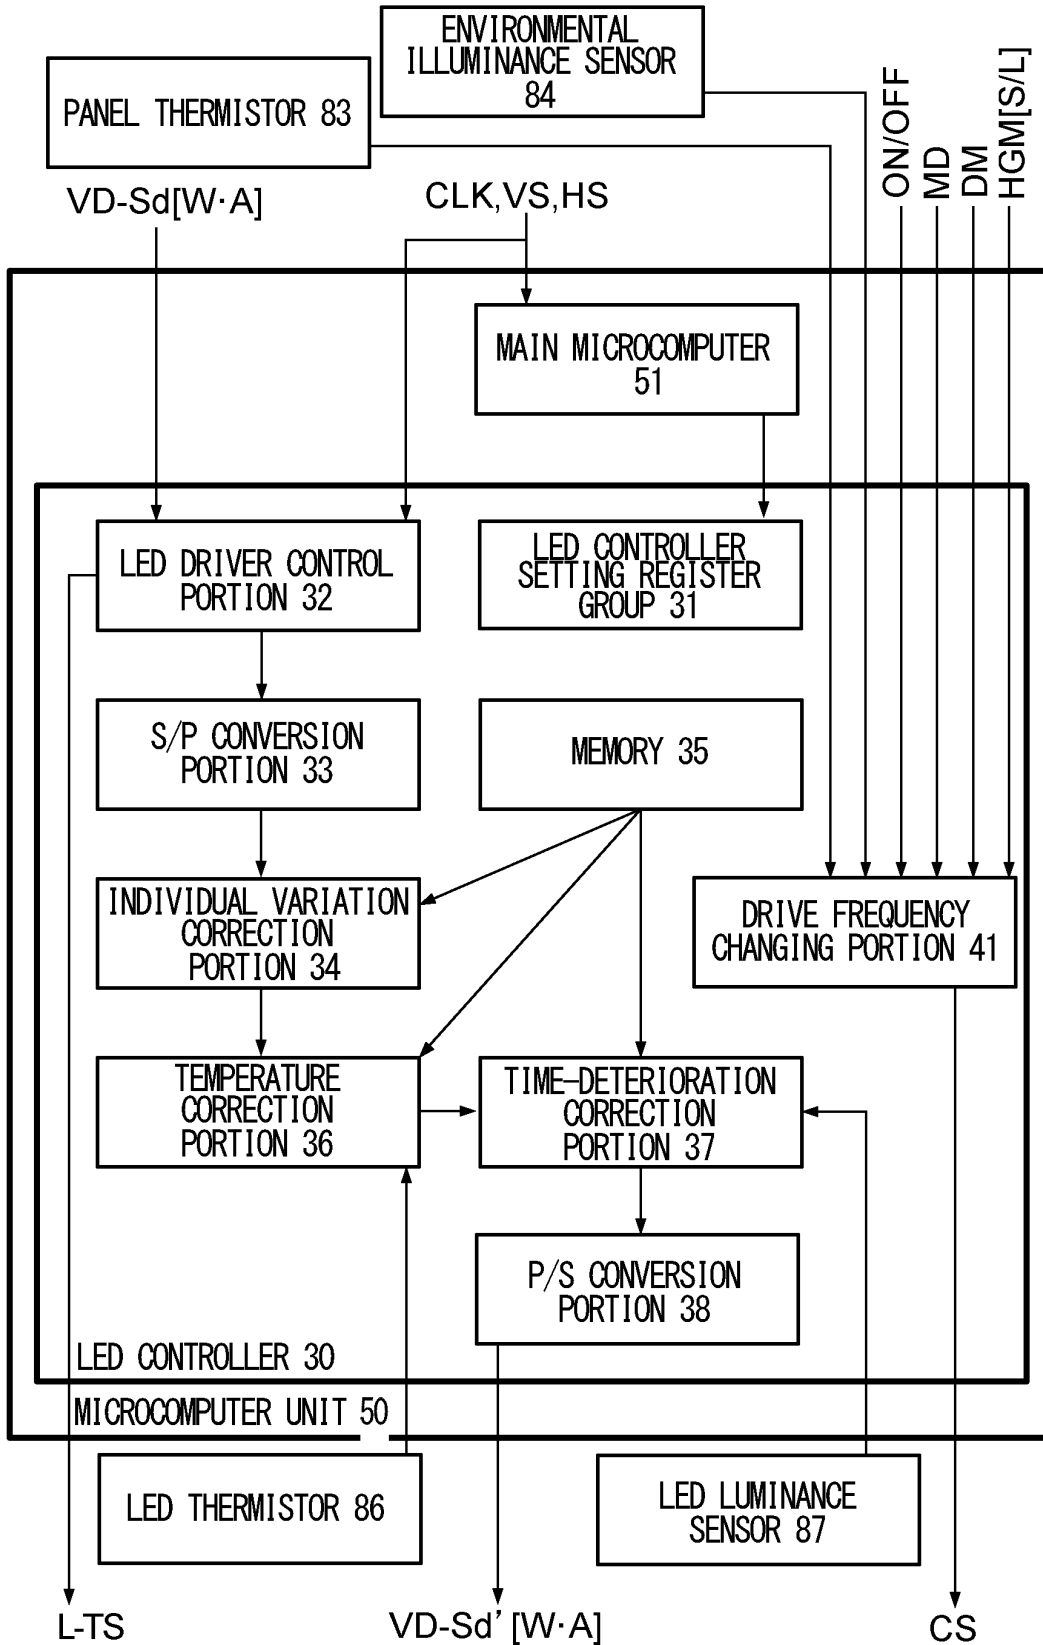 ENVIRONMENTAL
ILLUMINANCE SENSOR
84
PANEL THERMISTOR 83
ON/OFF
MD
DM
HGM[S/L]
VD-Sd[W·A]
CLK,VS,HS
MAIN MICROCOMPUTER
51
LED DRIVER CONTROL
PORTION 32
LED CONTROLLER
SETTING REGISTER
GROUP 31
S/P CONVERSION
PORTION 33
MEMORY 35
INDIVIDUAL VARIATION
CORRECTION
PORTION 34
DRIVE FREQUENCY
CHANGING PORTION 41
TEMPERATURE
CORRECTION
PORTION 36
TIME-DETERIORATION
CORRECTION
PORTION 37
P/S CONVERSION
PORTION 38
LED CONTROLLER 30
MICROCOMPUTER UNIT 50
LED THERMISTOR 86
LED LUMINANCE
SENSOR 87
L-TS
VD-Sd' [W·A]
CS